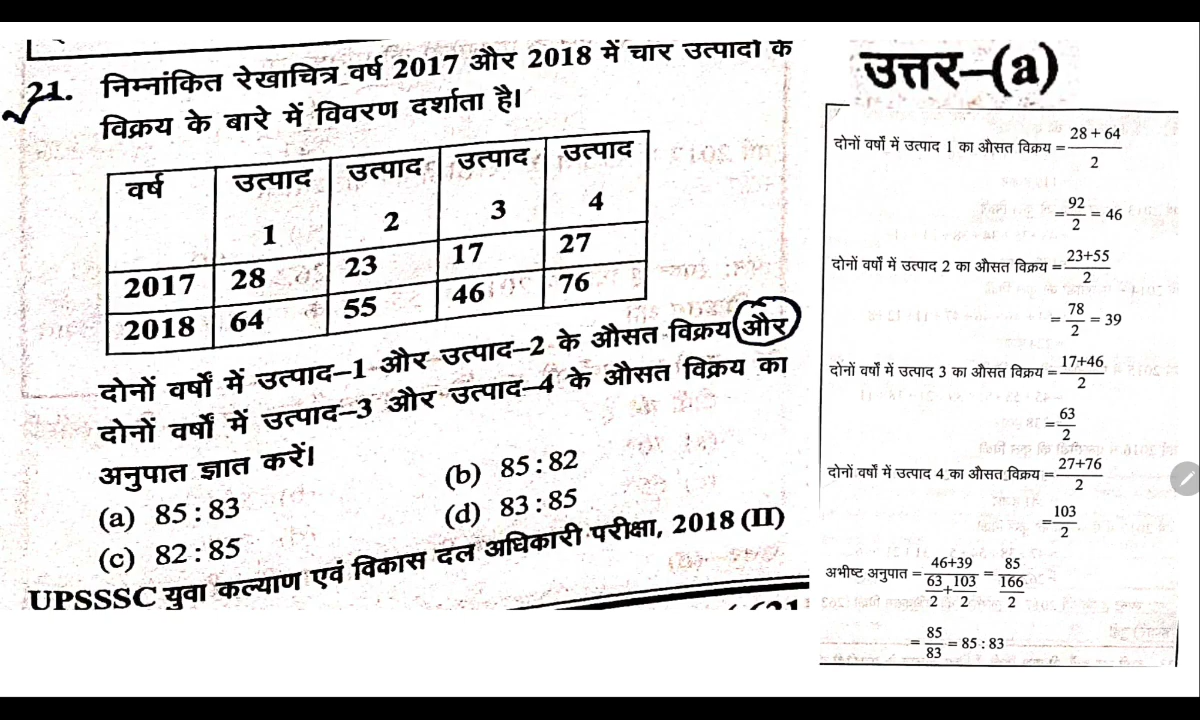 21. निम्नांकित रेखाचित्र वर्ष 2017 और 2018 में चार उत्पादों के
विक्रय के बारे में विवरण दर्शाता है।
वर्ष उत्पाद 1 उत्पाद 2 उत्पाद 3 उत्पाद 4
2017 28 23 17 27
2018 64 55 46 76
दोनों वर्षों में उत्पाद–1 और उत्पाद–2 के औसत विक्रय और
दोनों वर्षों में उत्पाद–3 और उत्पाद–4 के औसत विक्रय का
अनुपात ज्ञात करें।
(a) 85 : 83 (b) 85 : 82
(c) 82 : 85 (d) 83 : 85
UPSSSC युवा कल्याण एवं विकास दल अधिकारी परीक्षा, 2018 (II)
उत्तर–(a)
दोनों वर्षों में उत्पाद 1 का औसत विक्रय = (28 + 64)/2
= 92/2 = 46
दोनों वर्षों में उत्पाद 2 का औसत विक्रय = (23+55)/2
= 78/2 = 39
दोनों वर्षों में उत्पाद 3 का औसत विक्रय = (17+46)/2
= 63/2
दोनों वर्षों में उत्पाद 4 का औसत विक्रय = (27+76)/2
= 103/2
अभीष्ट अनुपात = (46+39)/(63/2 + 103/2) = 85/(166/2)
= 85/83 = 85 : 83